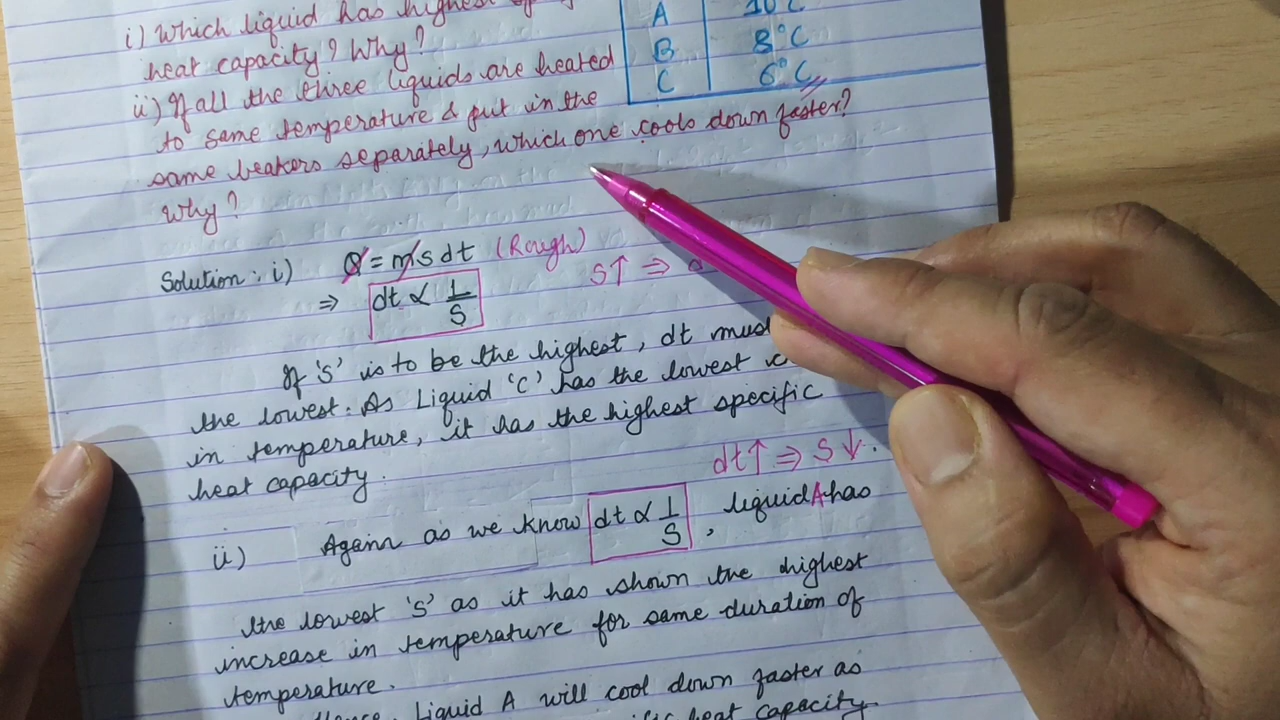 i) Which liquid has highest
heat capacity? Why?
ii) If all the three liquids are heated
to same temperature & put in the
same beakers separately, which one cools down faster?
Why?
A 10°C
B 8°C
C 6°C
Solution: i) Q = m s dt (Rough)
⇒ dt ∝ 1/S
S↑ ⇒
If 'S' is to be the highest, dt must
the lowest. As Liquid 'C' has the lowest
in temperature, it has the highest specific
heat capacity.
dt↑ ⇒ S↓.
ii) Again as we know dt ∝ 1/S, liquid A has
the lowest 'S' as it has shown the highest
increase in temperature for same duration of
temperature.
Liquid A will cool down faster as
heat capacity